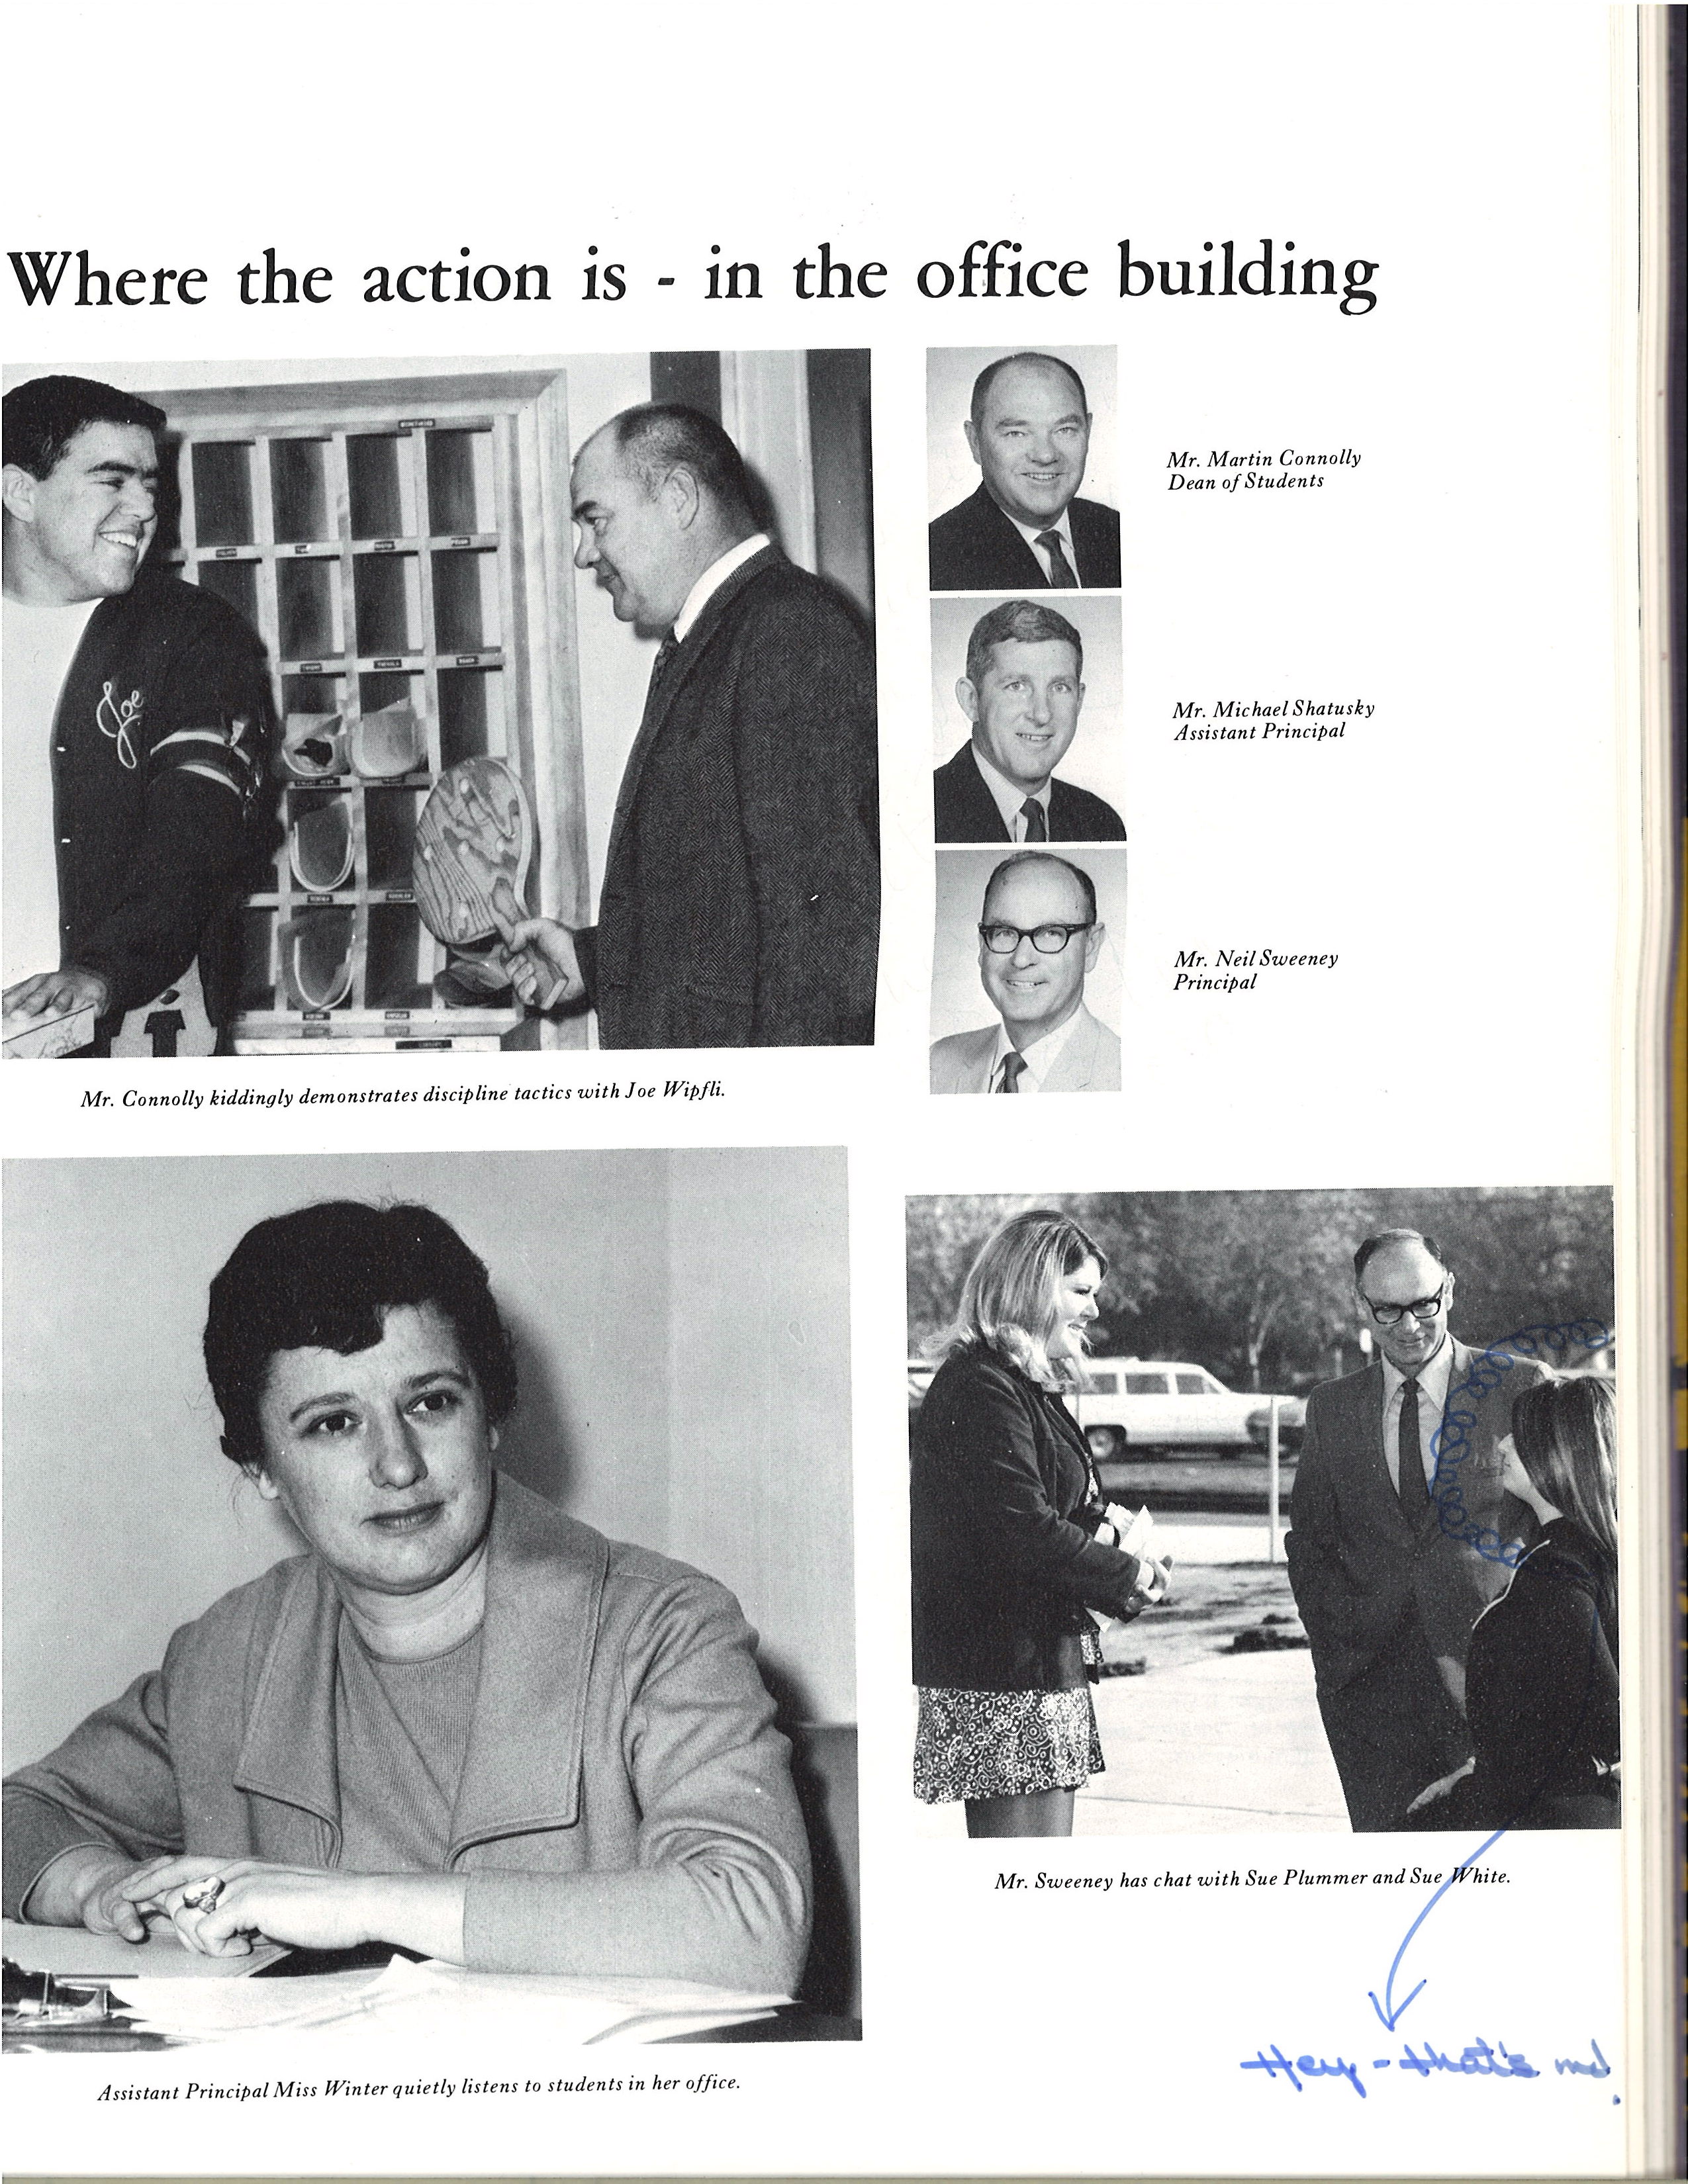 Where the action is - in the office building
Joe
Mr. Martin Connolly
Dean of Students
Mr. Michael Shatusky
Assistant Principal
Mr. Neil Sweeney
Principal
Mr. Connolly kiddingly demonstrates discipline tactics with Joe Wipfli.
Mr. Sweeney has chat with Sue Plummer and Sue White.
Hey - that's me!
Assistant Principal Miss Winter quietly listens to students in her office.